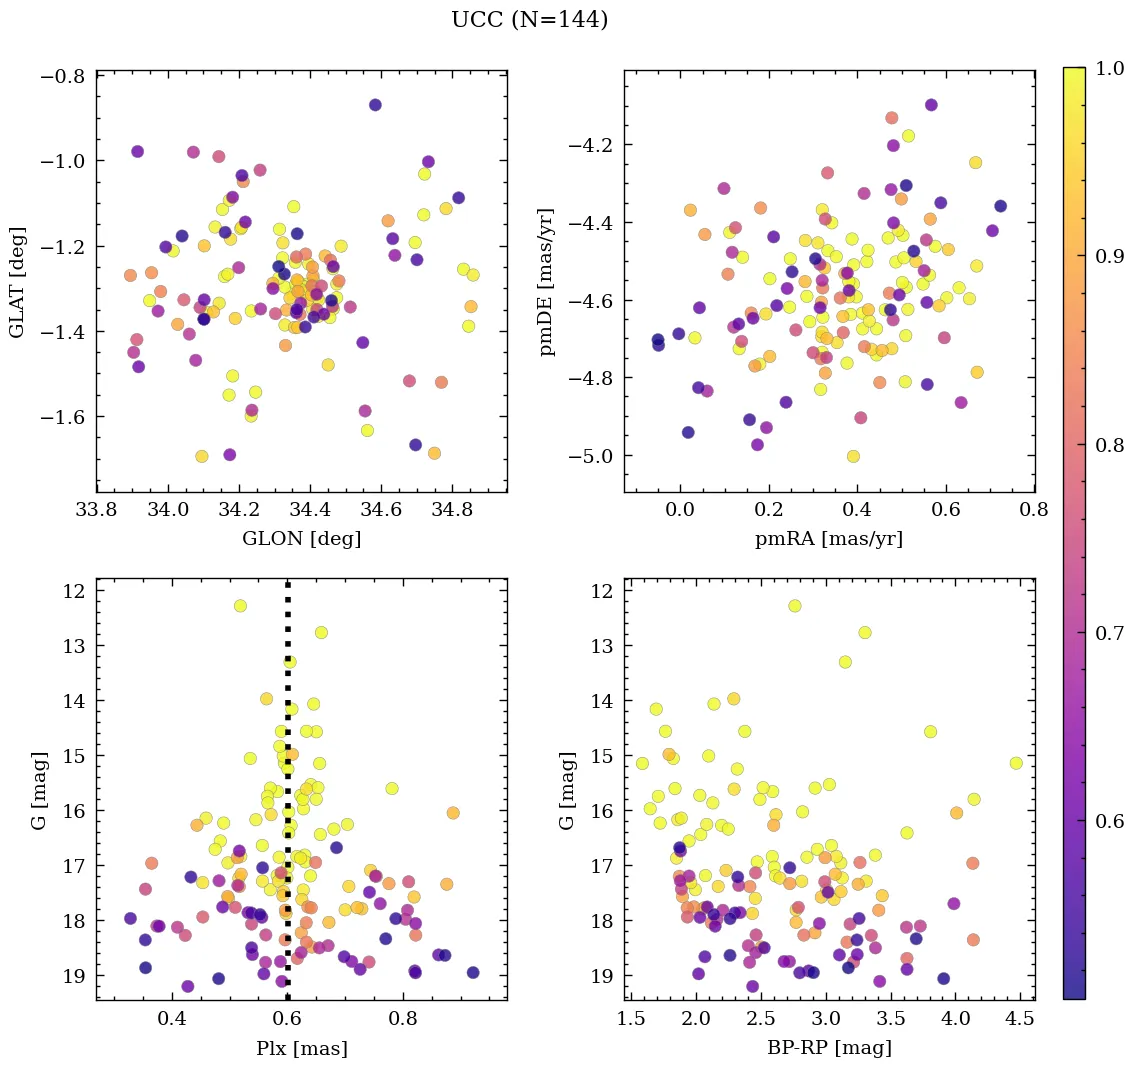 UCC (N=144)
−0.8
−1.0
−1.2
−1.4
−1.6
GLAT [deg]
33.8 34.0 34.2 34.4 34.6 34.8
GLON [deg]
−4.2
−4.4
−4.6
−4.8
−5.0
pmDE [mas/yr]
0.0 0.2 0.4 0.6 0.8
pmRA [mas/yr]
12
13
14
15
16
17
18
19
G [mag]
0.4 0.6 0.8
Plx [mas]
12
13
14
15
16
17
18
19
G [mag]
1.5 2.0 2.5 3.0 3.5 4.0 4.5
BP-RP [mag]
1.0
0.9
0.8
0.7
0.6